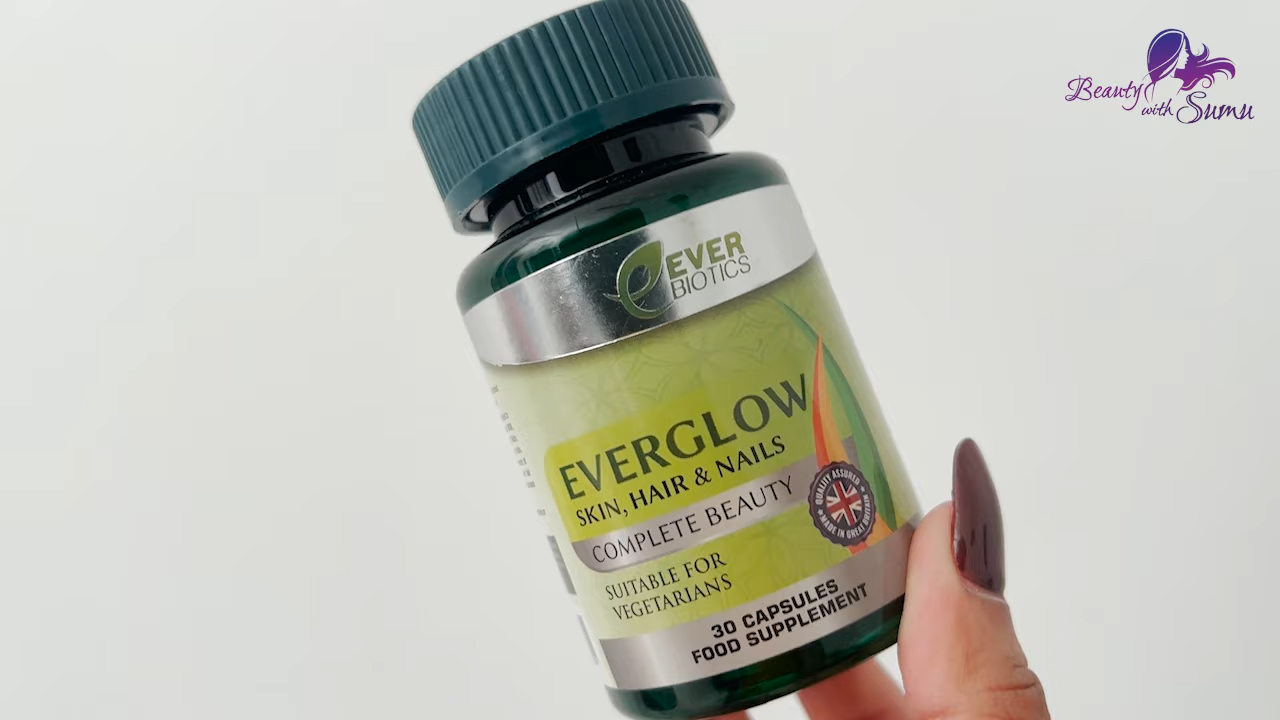 Beauty
with Sumu
EVER
BIOTICS
EVERGLOW
SKIN, HAIR & NAILS
COMPLETE BEAUTY
QUALITY ASSURED
MADE IN GREAT BRITAIN
SUITABLE FOR
VEGETARIANS
30 CAPSULES
FOOD SUPPLEMENT